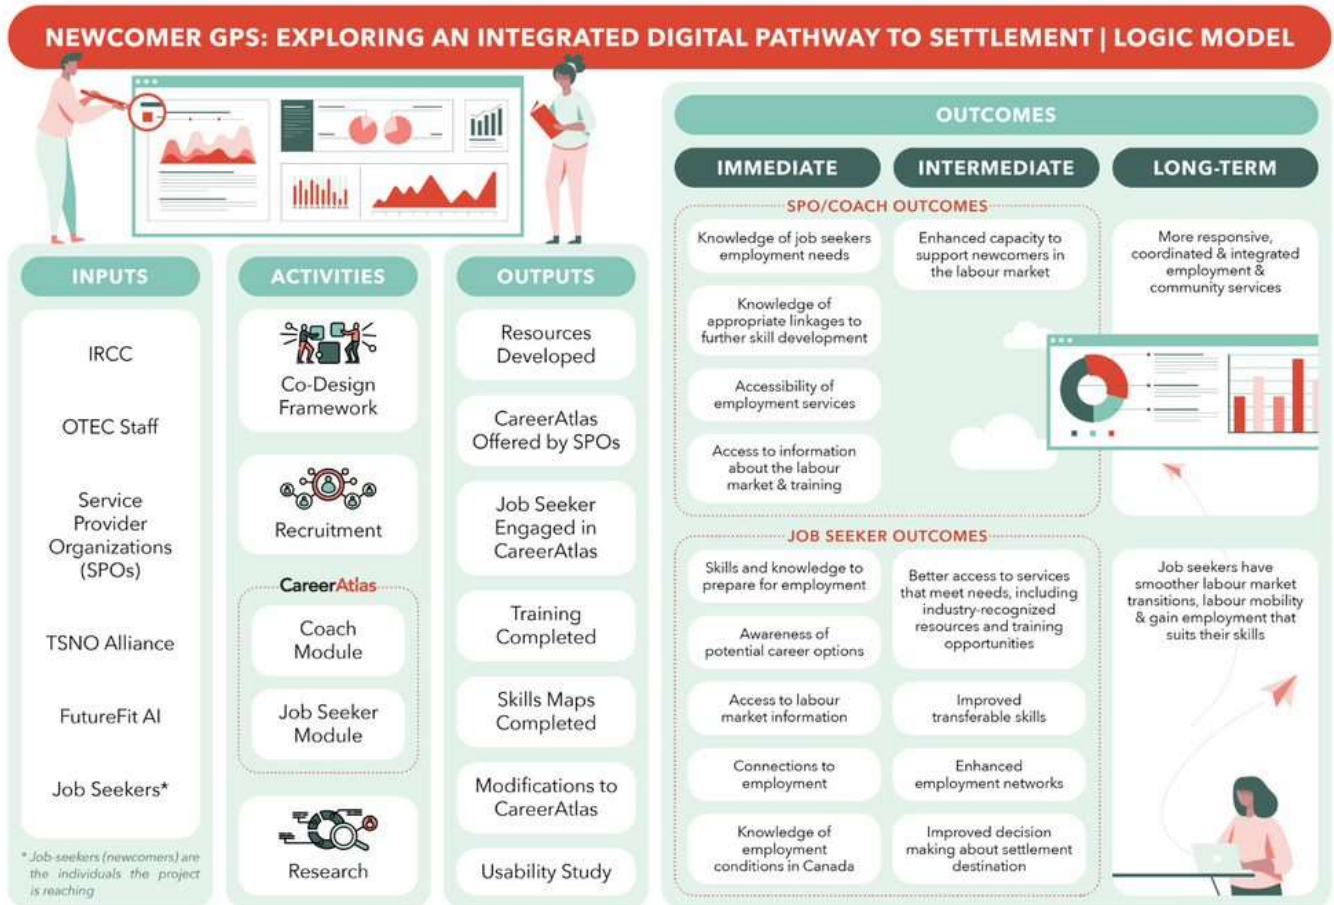 NEWCOMER GPS: EXPLORING AN INTEGRATED DIGITAL PATHWAY TO SETTLEMENT | LOGIC MODEL
INPUTS
IRCC
OTEC Staff
Service
Provider
Organizations
(SPOs)
TSNO Alliance
FutureFit AI
Job Seekers*
* Job-seekers (newcomers) are
the individuals the project
is reaching
ACTIVITIES
Co-Design
Framework
Recruitment
CareerAtlas
Coach
Module
Job Seeker
Module
Research
OUTPUTS
Resources
Developed
CareerAtlas
Offered by SPOs
Job Seeker
Engaged in
CareerAtlas
Training
Completed
Skills Maps
Completed
Modifications to
CareerAtlas
Usability Study
OUTCOMES
IMMEDIATE
INTERMEDIATE
LONG-TERM
SPO/COACH OUTCOMES
Knowledge of job seekers
employment needs
Knowledge of
appropriate linkages to
further skill development
Accessibility of
employment services
Access to information
about the labour
market & training
Enhanced capacity to
support newcomers in
the labour market
More responsive,
coordinated & integrated
employment &
community services
JOB SEEKER OUTCOMES
Skills and knowledge to
prepare for employment
Awareness of
potential career options
Access to labour
market information
Connections to
employment
Knowledge of
employment
conditions in Canada
Better access to services
that meet needs, including
industry-recognized
resources and training
opportunities
Improved
transferable skills
Enhanced
employment networks
Improved decision
making about settlement
destination
Job seekers have
smoother labour market
transitions, labour mobility
& gain employment that
suits their skills